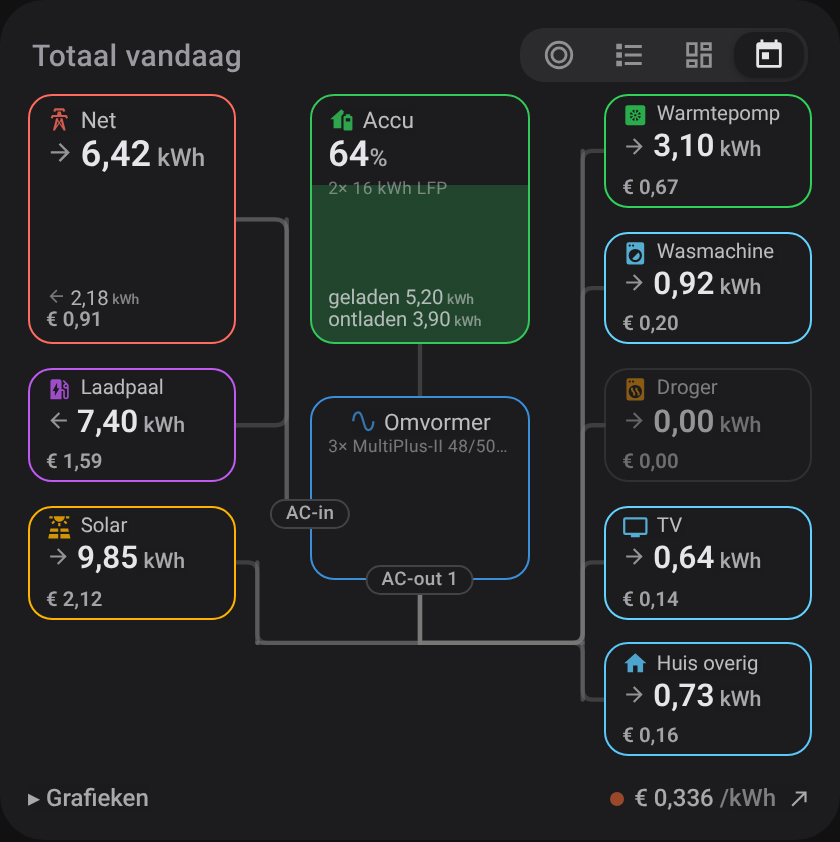 Totaal vandaag
Net
→ 6,42 kWh
← 2,18 kWh
€ 0,91
Accu
64%
2× 16 kWh LFP
geladen 5,20 kWh
ontladen 3,90 kWh
Warmtepomp
→ 3,10 kWh
€ 0,67
Wasmachine
→ 0,92 kWh
€ 0,20
Laadpaal
← 7,40 kWh
€ 1,59
Omvormer
3× MultiPlus-II 48/50…
Droger
→ 0,00 kWh
€ 0,00
Solar
→ 9,85 kWh
€ 2,12
AC-in
AC-out 1
TV
→ 0,64 kWh
€ 0,14
Huis overig
→ 0,73 kWh
€ 0,16
▸ Grafieken
€ 0,336 /kWh ↗